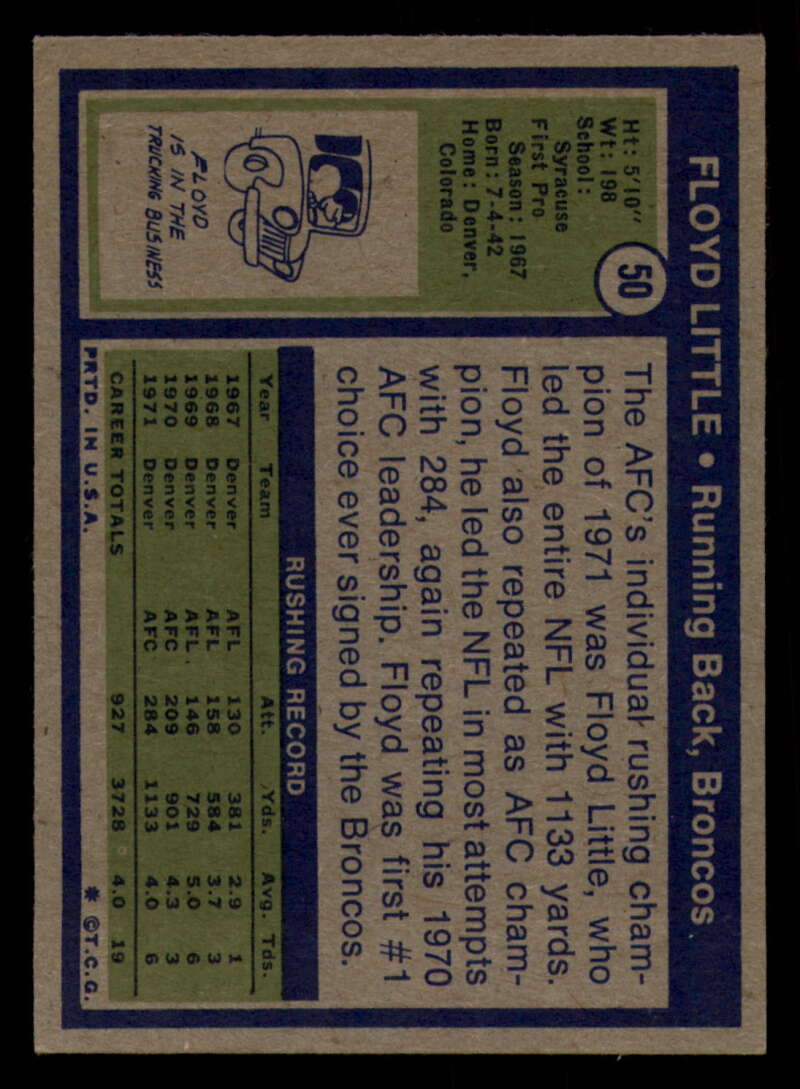 FLOYD LITTLE • Running Back, Broncos
50
Ht: 5'10"
Wt: 198
School:
Syracuse
First Pro
Season: 1967
Born: 7-4-42
Home: Denver,
Colorado
FLOYD
IS IN THE
TRUCKING BUSINESS
The AFC's individual rushing cham-
pion of 1971 was Floyd Little, who
led the entire NFL with 1133 yards.
Floyd also repeated as AFC cham-
pion, he led the NFL in most attempts
with 284, again repeating his 1970
AFC leadership. Floyd was first #1
choice ever signed by the Broncos.
RUSHING RECORD
Year Team Att. Yds. Avg. Tds.
1967 Denver AFL 130 381 2.9 1
1968 Denver AFL 158 584 3.7 3
1969 Denver AFL. 146 729 5.0 6
1970 Denver AFC 209 901 4.3 3
1971 Denver AFC 284 1133 4.0 6
CAREER TOTALS 927 3728 4.0 19
PRTD. IN U.S.A. * ©T.C.G.